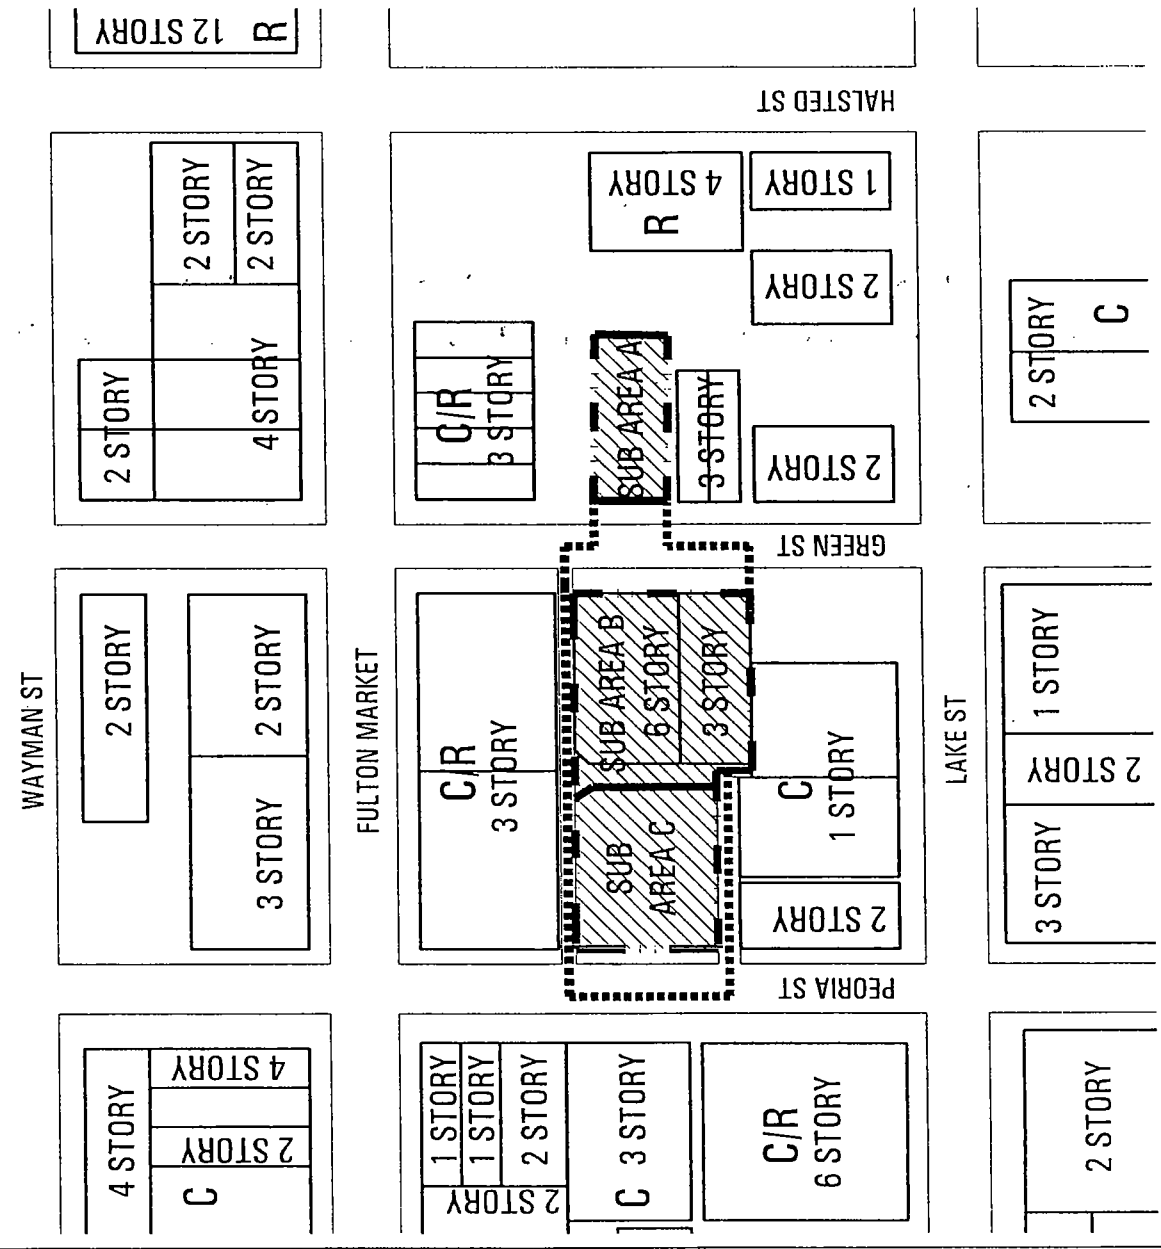 12 STORY
R
HALSTED ST
2 STORY
2 STORY
4 STORY
2 STORY
C/R
3 STORY
4 STORY
R
1 STORY
2 STORY
SUB AREA A
3 STORY
2 STORY
2 STORY
C
GREEN ST
WAYMAN ST
2 STORY
2 STORY
3 STORY
FULTON MARKET
C/R
3 STORY
SUB AREA B
6 STORY
3 STORY
SUB
AREA C
C
1 STORY
2 STORY
LAKE ST
1 STORY
2 STORY
3 STORY
PEORIA ST
4 STORY
4 STORY
2 STORY
C
1 STORY
1 STORY
2 STORY
2 STORY
C
3 STORY
C/R
6 STORY
2 STORY